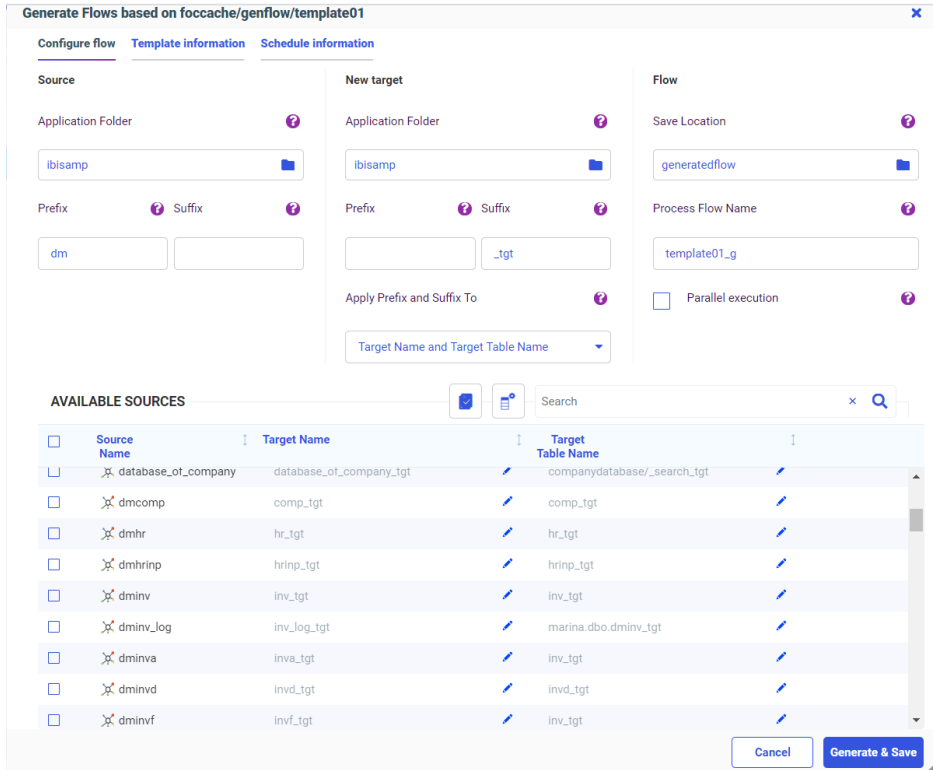 Generate Flows based on foccache/genflow/template01
Configure flow Template information Schedule information
Source New target Flow
Application Folder Application Folder Save Location
ibisamp ibisamp generatedflow
Prefix Suffix Prefix Suffix Process Flow Name
dm _tgt template01_g
Apply Prefix and Suffix To Parallel execution
Target Name and Target Table Name
AVAILABLE SOURCES Search
Source Name Target Name Target Table Name
database_of_company database_of_company_tgt companydatabase/_search_tgt
dmcomp comp_tgt comp_tgt
dmhr hr_tgt hr_tgt
dmhrinp hrinp_tgt hrinp_tgt
dminv inv_tgt inv_tgt
dminv_log inv_log_tgt marina.dbo.dminv_tgt
dminva inva_tgt inv_tgt
dminvd invd_tgt invd_tgt
dminvf invf_tgt inv_tgt
Cancel Generate & Save